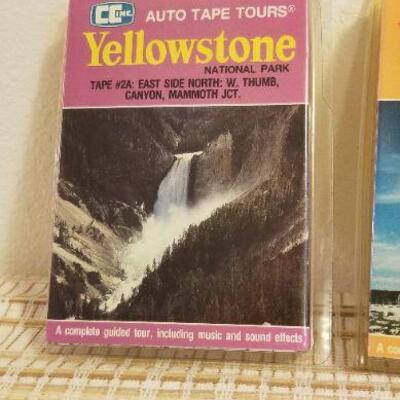 CC INC.
AUTO TAPE TOURS®
Yellowstone
NATIONAL PARK
TAPE #2A: EAST SIDE NORTH: W. THUMB,
CANYON, MAMMOTH JCT.
A complete guided tour, including music and sound effects